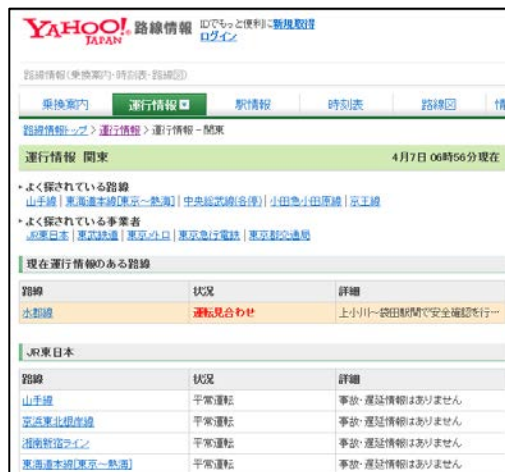 YAHOO! JAPAN 路線情報 IDでもっと便利に新規取得
ログイン
路線情報(乗換案内・時刻表・路線図)
乗換案内 運行情報 駅情報 時刻表 路線図 情
路線情報トップ > 運行情報 > 運行情報 - 関東
運行情報 関東 4月7日 06時56分現在
よく探されている路線
山手線 | 東海道本線[東京～熱海] | 中央総武線(各停) | 小田急小田原線 | 京王線
よく探されている事業者
JR東日本 | 東武鉄道 | 東京メトロ | 東京急行電鉄 | 東京都交通局
現在運行情報のある路線
路線 状況 詳細
水郡線 運転見合わせ 上小川～袋田駅間で安全確認を行…
JR東日本
路線 状況 詳細
山手線 平常運転 事故・遅延情報はありません
京浜東北根岸線 平常運転 事故・遅延情報はありません
湘南新宿ライン 平常運転 事故・遅延情報はありません
東海道本線[東京～熱海] 平常運転 事故・遅延情報はありません